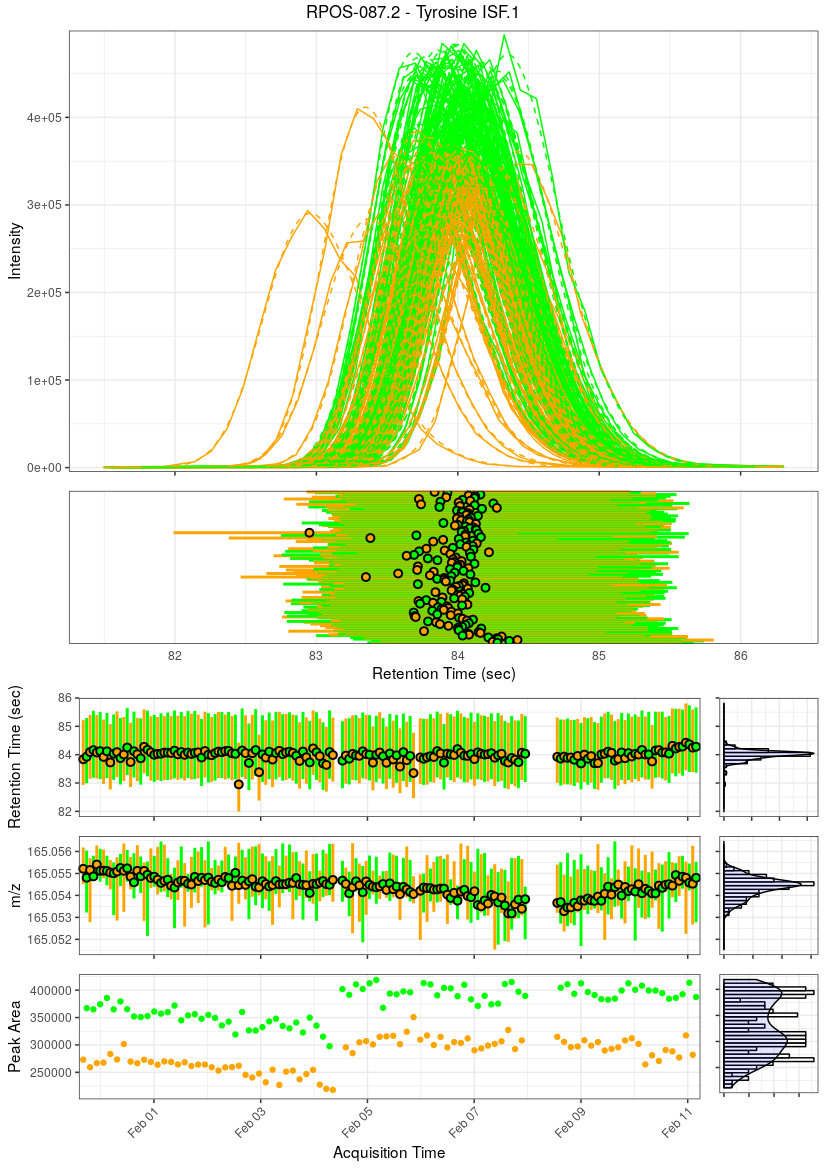 RPOS-087.2 - Tyrosine ISF.1
Intensity
4e+05
3e+05
2e+05
1e+05
0e+00
82 83 84 85 86
Retention Time (sec)
Retention Time (sec)
86
85
84
83
82
m/z
165.056
165.055
165.054
165.053
165.052
Peak Area
400000
350000
300000
250000
Feb 01 Feb 03 Feb 05 Feb 07 Feb 09 Feb 11
Acquisition Time